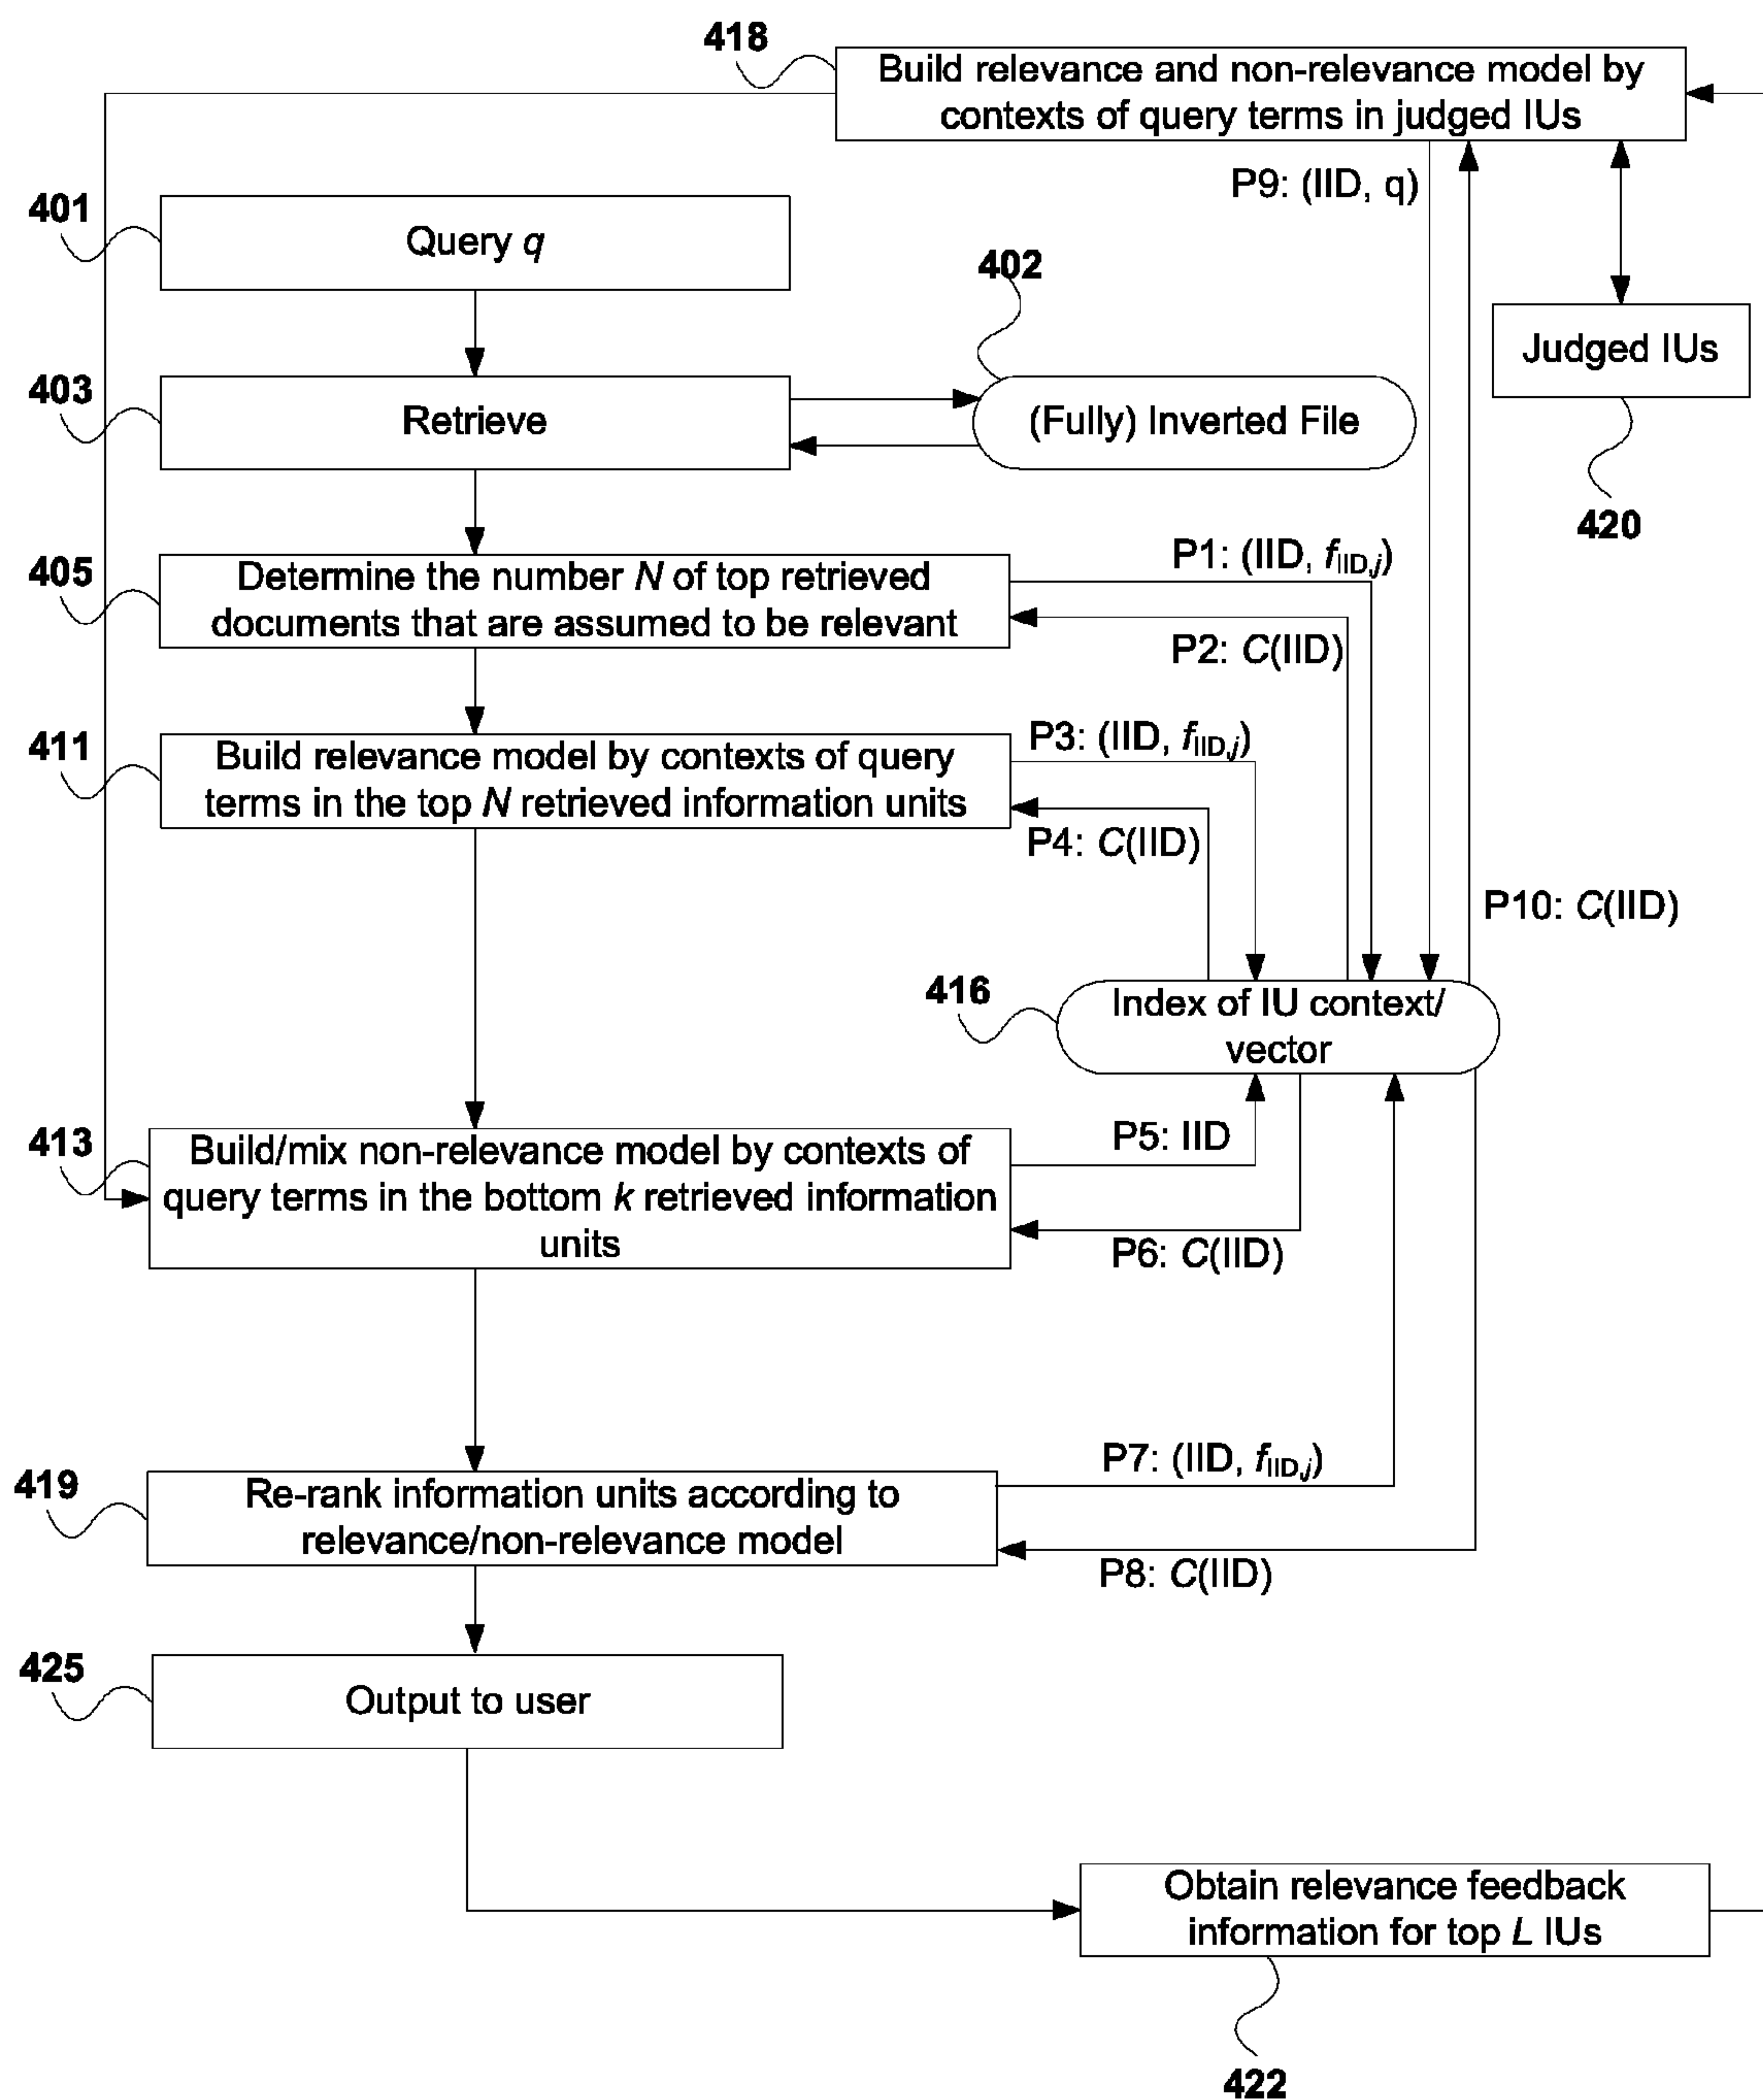 418
Build relevance and non-relevance model by
contexts of query terms in judged IUs
P9: (IID, q)
401
Query q
402
Judged IUs
403
Retrieve
(Fully) Inverted File
420
405
Determine the number N of top retrieved
documents that are assumed to be relevant
P1: (IID, fIID,j)
P2: C(IID)
411
Build relevance model by contexts of query
terms in the top N retrieved information units
P3: (IID, fIID,j)
P4: C(IID)
P10: C(IID)
416
Index of IU context/
vector
413
Build/mix non-relevance model by contexts of
query terms in the bottom k retrieved information
units
P5: IID
P6: C(IID)
419
Re-rank information units according to
relevance/non-relevance model
P7: (IID, fIID,j)
P8: C(IID)
425
Output to user
Obtain relevance feedback
information for top L IUs
422